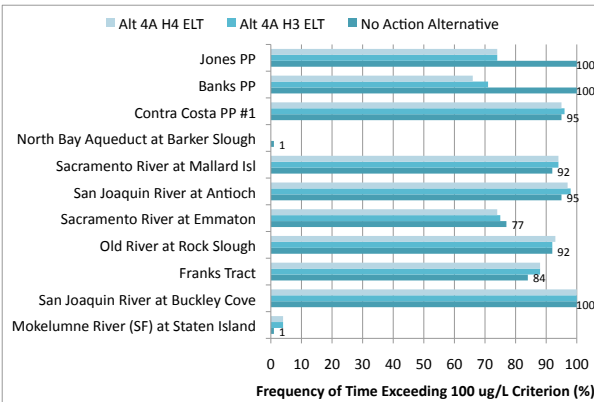 Alt 4A H4 ELT Alt 4A H3 ELT No Action Alternative
Jones PP 100
Banks PP 100
Contra Costa PP #1 95
North Bay Aqueduct at Barker Slough 1
Sacramento River at Mallard Isl 92
San Joaquin River at Antioch 95
Sacramento River at Emmaton 77
Old River at Rock Slough 92
Franks Tract 84
San Joaquin River at Buckley Cove 100
Mokelumne River (SF) at Staten Island 1
0 10 20 30 40 50 60 70 80 90 100
Frequency of Time Exceeding 100 ug/L Criterion (%)